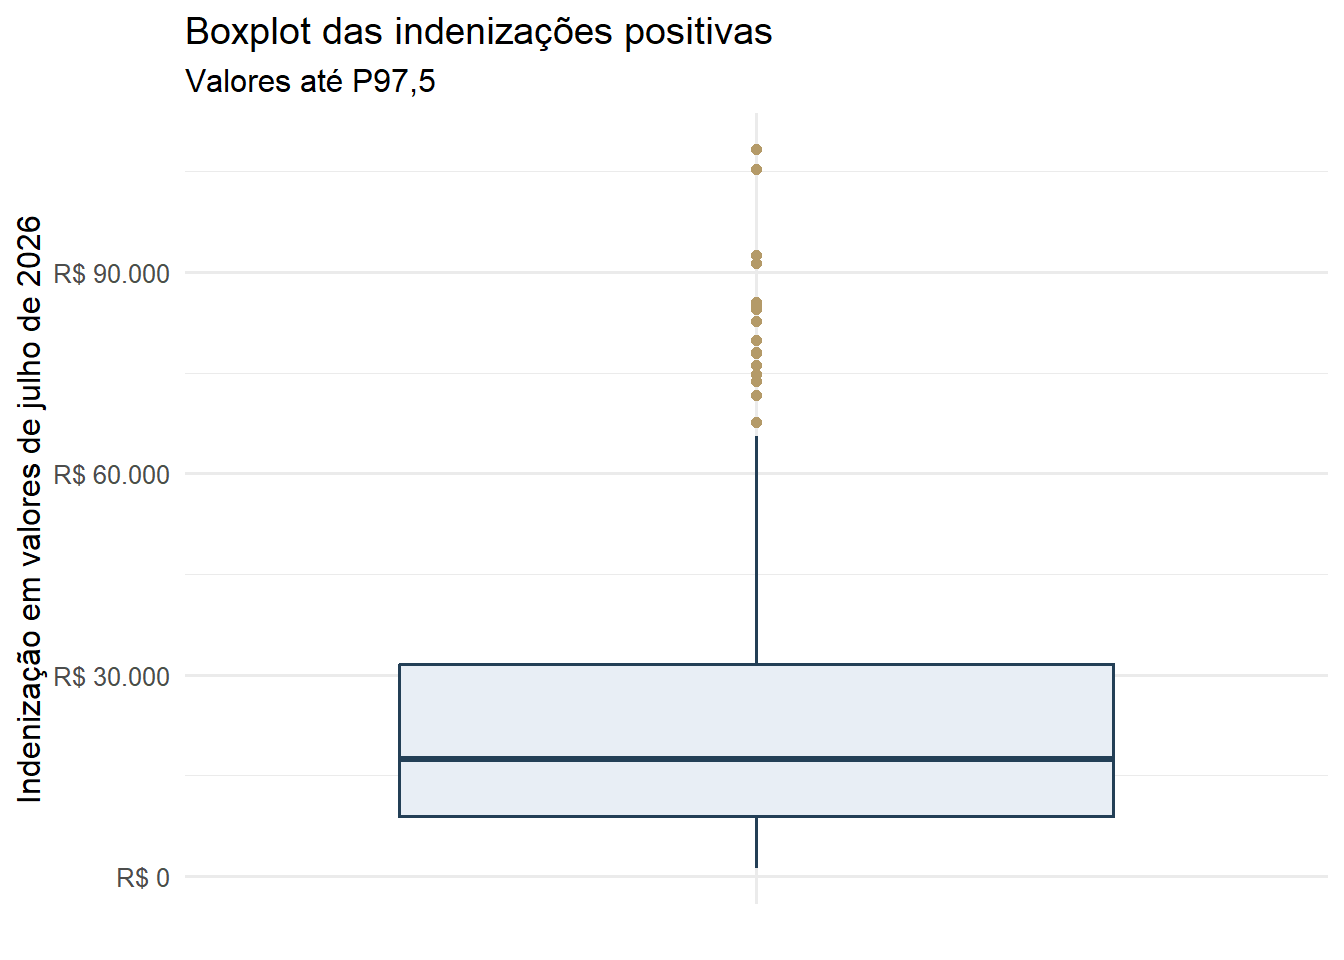 Boxplot das indenizações positivas
Valores até P97,5
Indenização em valores de julho de 2026
R$ 90.000
R$ 60.000
R$ 30.000
R$ 0